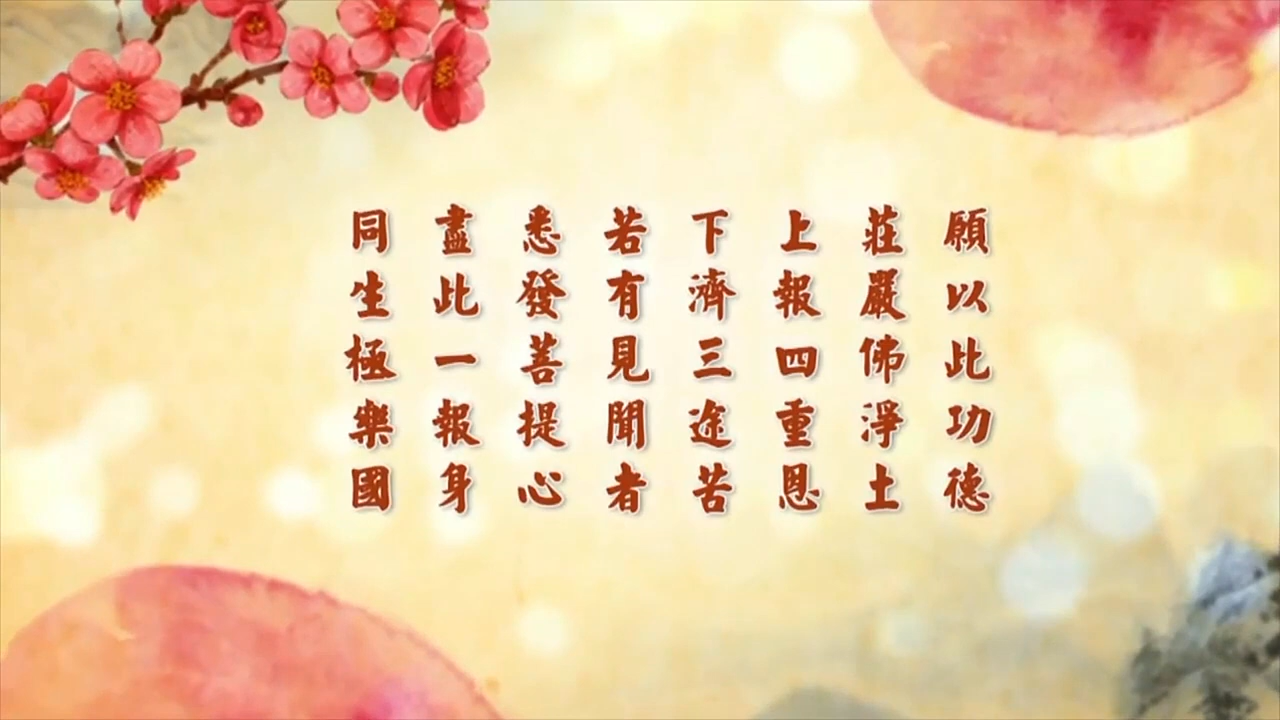 願以此功德
莊嚴佛淨土
上報四重恩
下濟三途苦
若有見聞者
悉發菩提心
盡此一報身
同生極樂國